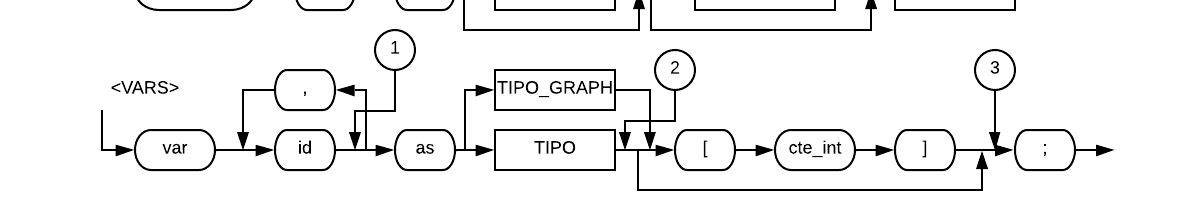 1
2
3
<VARS>
,
TIPO_GRAPH
var
id
as
TIPO
[
cte_int
]
;